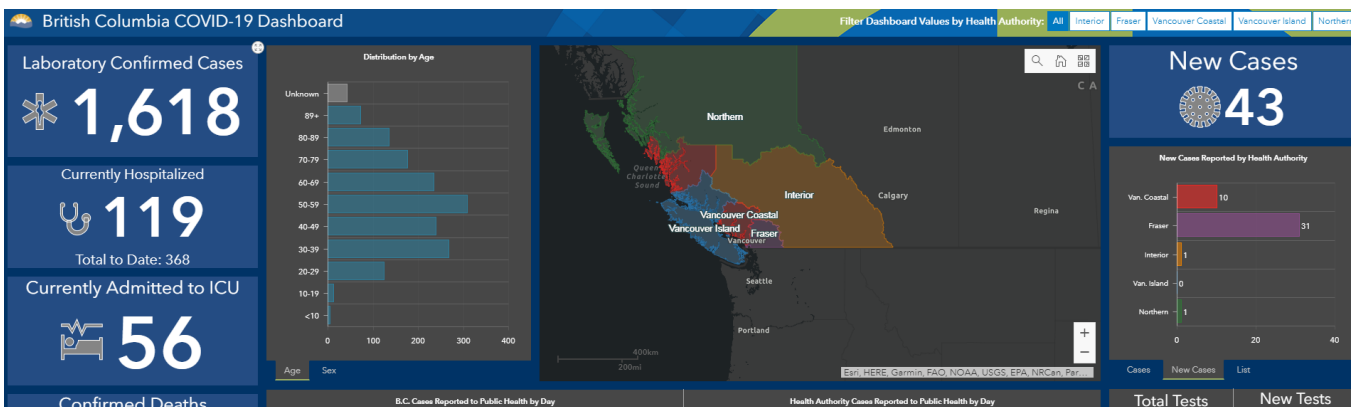 British Columbia COVID-19 Dashboard
Filter Dashboard Values by Health Authority: All Interior Fraser Vancouver Coastal Vancouver Island Northern
Laboratory Confirmed Cases
1,618
Currently Hospitalized
119
Total to Date: 368
Currently Admitted to ICU
56
Confirmed Deaths
Distribution by Age
Unknown
89+
80-89
70-79
60-69
50-59
40-49
30-39
20-29
10-19
<10
0 100 200 300 400
Age Sex
C A
Northern
Edmonton
Queen
Charlotte
Sound
Interior
Calgary
Vancouver Coastal
Regina
Vancouver Island
Fraser
Vancouver
Seattle
Portland
400km
200mi
+
−
Esri, HERE, Garmin, FAO, NOAA, USGS, EPA, NRCan, Par...
New Cases
43
New Cases Reported by Health Authority
Van. Coastal 10
Fraser 31
Interior 1
Van. Island 0
Northern 1
0 20 40
Cases New Cases List
B.C. Cases Reported to Public Health by Day
Health Authority Cases Reported to Public Health by Day
Total Tests New Tests